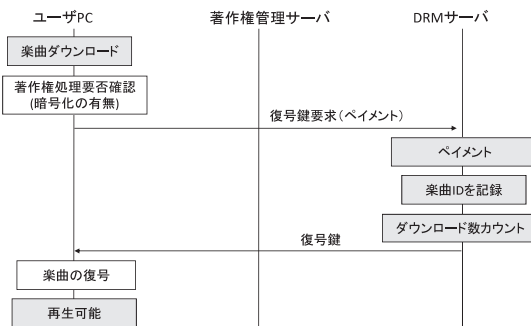 ユーザPC
著作権管理サーバ
DRMサーバ
楽曲ダウンロード
著作権処理要否確認
(暗号化の有無)
復号鍵要求(ペイメント)
ペイメント
楽曲IDを記録
ダウンロード数カウント
復号鍵
楽曲の復号
再生可能